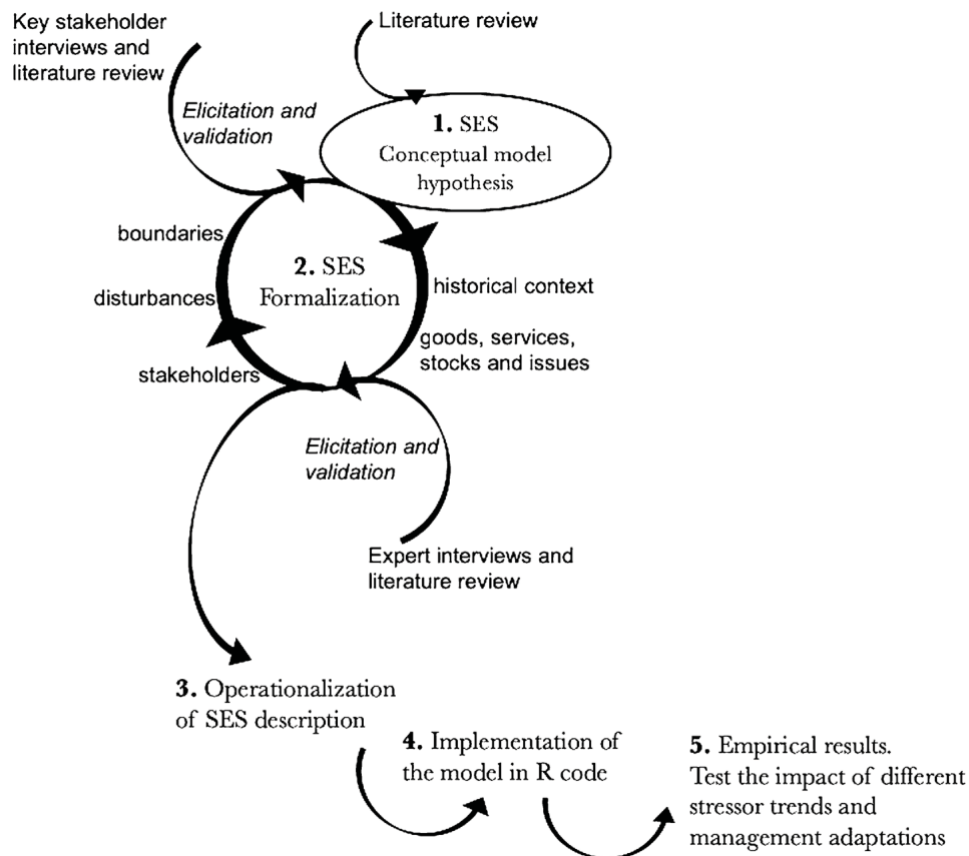 Key stakeholder
interviews and
literature review
Literature review
Elicitation and
validation
1. SES
Conceptual model
hypothesis
boundaries
disturbances
stakeholders
2. SES
Formalization
historical context
goods, services,
stocks and issues
Elicitation and
validation
Expert interviews and
literature review
3. Operationalization
of SES description
4. Implementation of
the model in R code
5. Empirical results.
Test the impact of different
stressor trends and
management adaptations